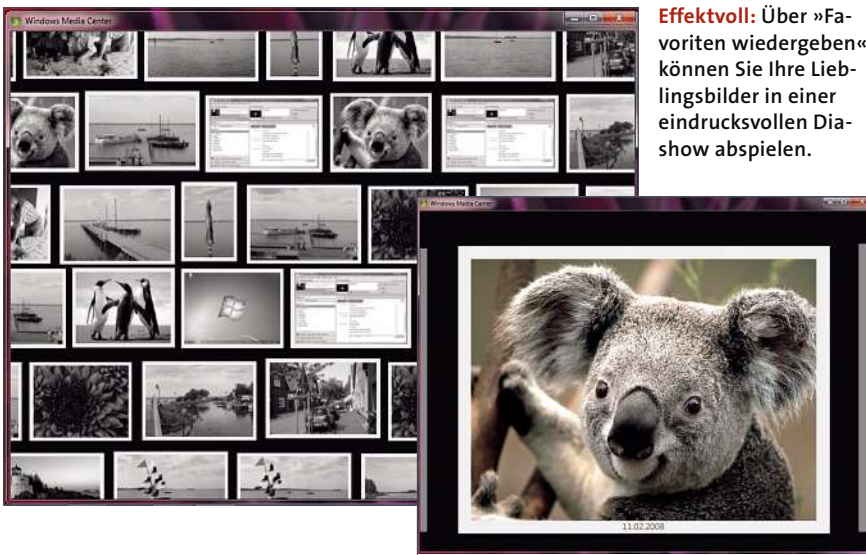 Windows Media Center
Effektvoll: Über »Fa-
voriten wiedergeben«
können Sie Ihre Lieb-
lingsbilder in einer
eindrucksvollen Dia-
show abspielen.
Windows Media Center
11.02.2008